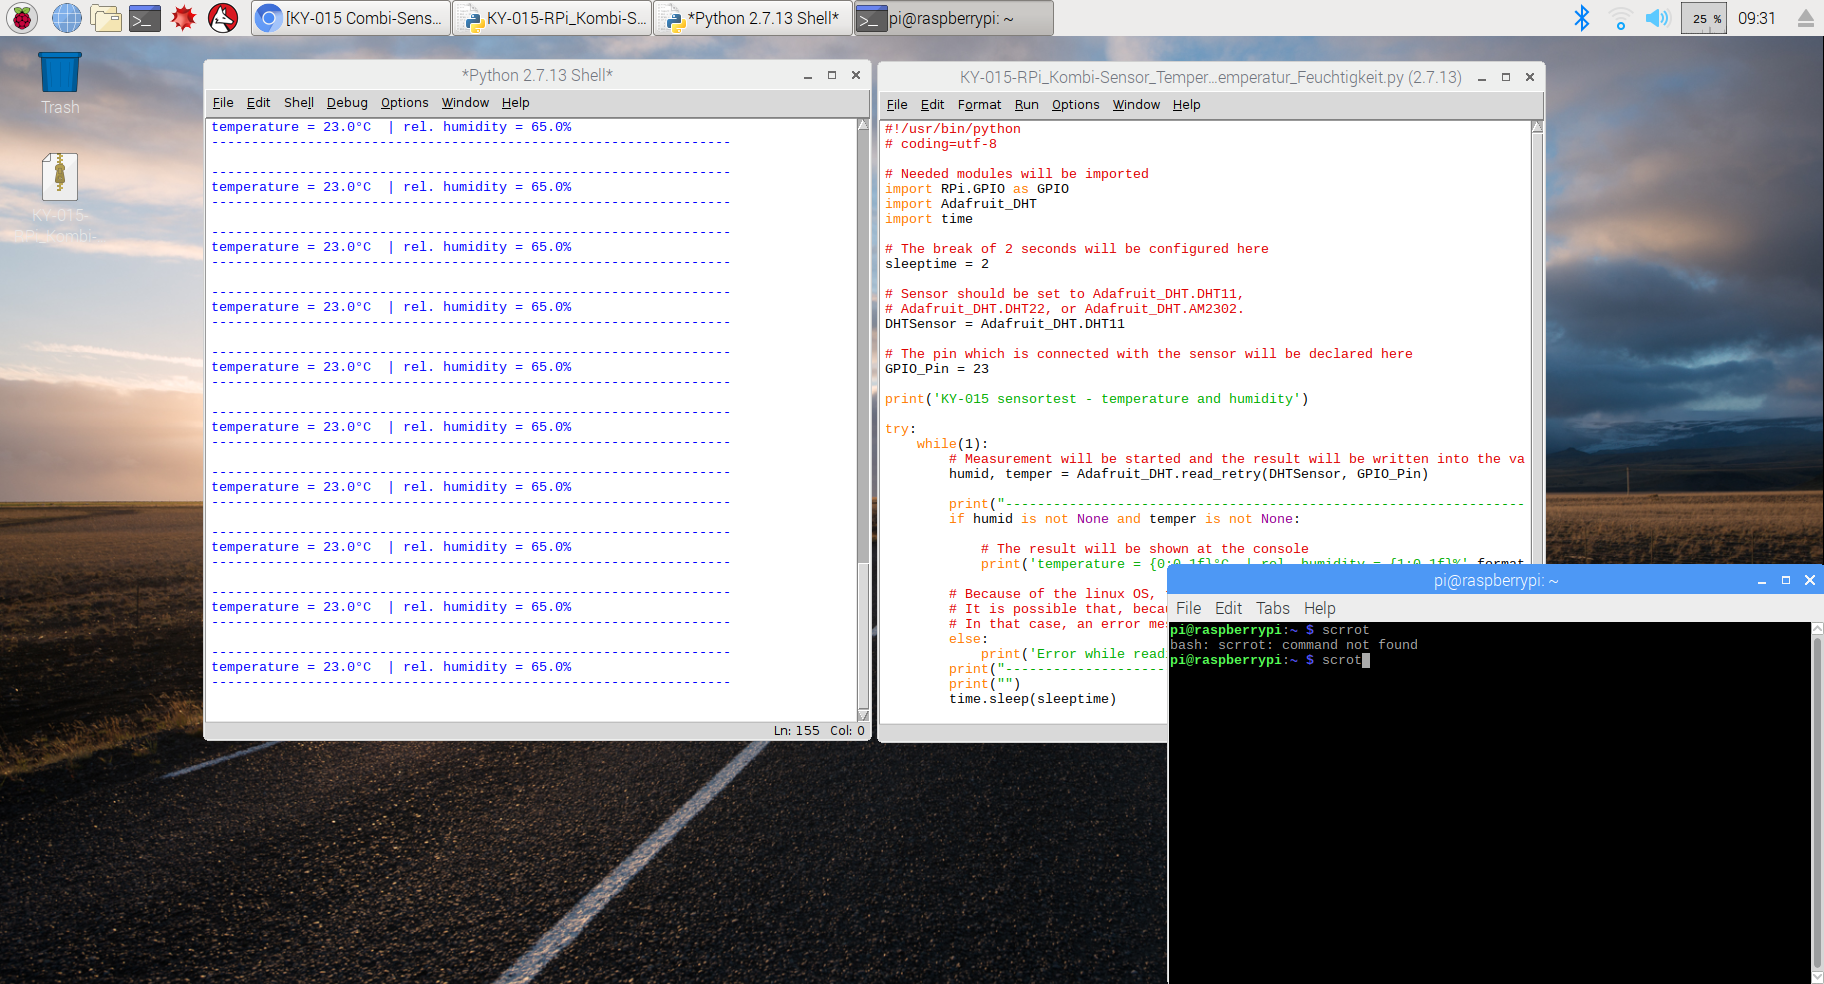 [KY-015 Combi-Sens...
KY-015-RPi_Kombi-S...
*Python 2.7.13 Shell*
pi@raspberrypi: ~
25 %
09:31
Trash
KY-015-
RPi_Kombi-
*Python 2.7.13 Shell*
File Edit Shell Debug Options Window Help
temperature = 23.0°C  | rel. humidity = 65.0%
-----------------------------------------------------------------

-----------------------------------------------------------------
temperature = 23.0°C  | rel. humidity = 65.0%
-----------------------------------------------------------------

-----------------------------------------------------------------
temperature = 23.0°C  | rel. humidity = 65.0%
-----------------------------------------------------------------

-----------------------------------------------------------------
temperature = 23.0°C  | rel. humidity = 65.0%
-----------------------------------------------------------------

-----------------------------------------------------------------
temperature = 23.0°C  | rel. humidity = 65.0%
-----------------------------------------------------------------

-----------------------------------------------------------------
temperature = 23.0°C  | rel. humidity = 65.0%
-----------------------------------------------------------------

-----------------------------------------------------------------
temperature = 23.0°C  | rel. humidity = 65.0%
-----------------------------------------------------------------

-----------------------------------------------------------------
temperature = 23.0°C  | rel. humidity = 65.0%
-----------------------------------------------------------------

-----------------------------------------------------------------
temperature = 23.0°C  | rel. humidity = 65.0%
-----------------------------------------------------------------

-----------------------------------------------------------------
temperature = 23.0°C  | rel. humidity = 65.0%
-----------------------------------------------------------------
Ln: 155 Col: 0
KY-015-RPi_Kombi-Sensor_Temper...emperatur_Feuchtigkeit.py (2.7.13)
File Edit Format Run Options Window Help
#!/usr/bin/python
# coding=utf-8

# Needed modules will be imported
import RPi.GPIO as GPIO
import Adafruit_DHT
import time

# The break of 2 seconds will be configured here
sleeptime = 2

# Sensor should be set to Adafruit_DHT.DHT11,
# Adafruit_DHT.DHT22, or Adafruit_DHT.AM2302.
DHTSensor = Adafruit_DHT.DHT11

# The pin which is connected with the sensor will be declared here
GPIO_Pin = 23

print('KY-015 sensortest - temperature and humidity')

try:
    while(1):
        # Measurement will be started and the result will be written into the va
        humid, temper = Adafruit_DHT.read_retry(DHTSensor, GPIO_Pin)

        print("-----------------------------------------------------------------
        if humid is not None and temper is not None:

            # The result will be shown at the console
            print('temperature = {0:0.1f}°C  | rel. humidity = {1:0.1f}%'.format

        # Because of the linux OS,
        # It is possible that, becau
        # In that case, an error mes
        else:
            print('Error while read
        print("--------------------
        print("")
        time.sleep(sleeptime)
pi@raspberrypi: ~
File Edit Tabs Help
pi@raspberrypi:~ $ scrrot
bash: scrrot: command not found
pi@raspberrypi:~ $ scrot